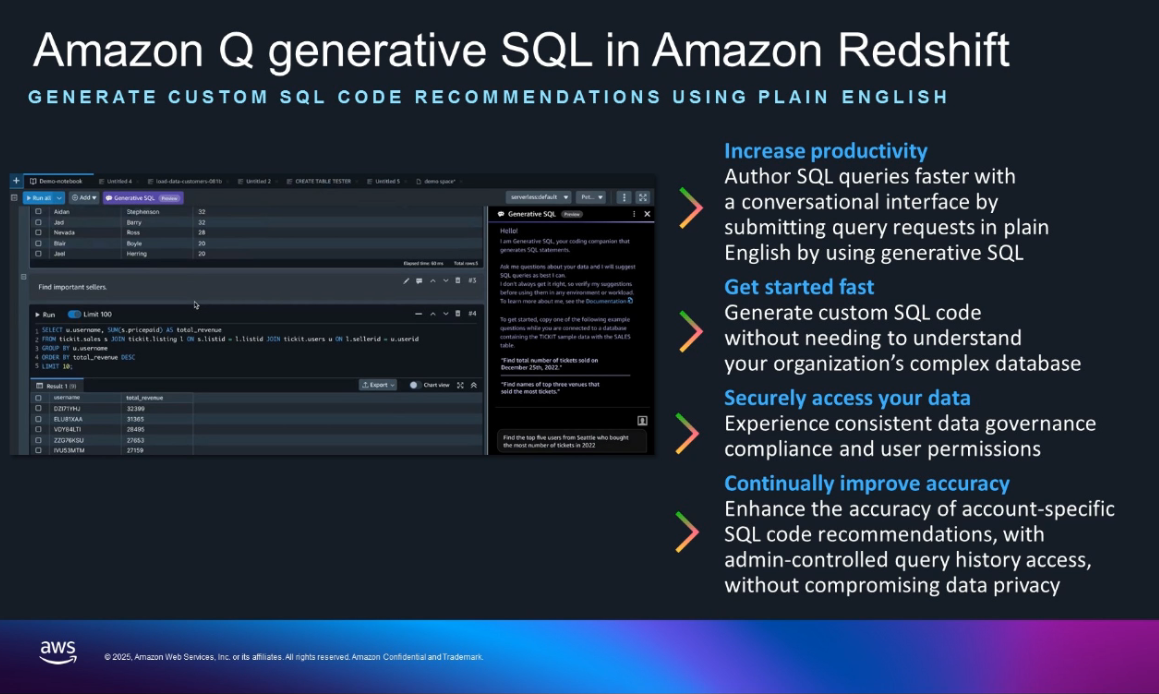 Amazon Q generative SQL in Amazon Redshift
GENERATE CUSTOM SQL CODE RECOMMENDATIONS USING PLAIN ENGLISH
Demo-notebook
Untitled 4
load-data-customers-0810
Untitled 2
CREATE TABLE TESTER
Untitled 5
demo space*
Run all
Add
Generative SQL Preview
serverless:default
Aidan Stephenson 32
Jad Berry 32
Nevada Ross 28
Blair Boyle 20
Joel Herring 20
Find important sellers.
#3
Run Limit 100
#4
1 SELECT u.username, SUM(s.pricepaid) AS total_revenue
2 FROM tickit.sales s JOIN tickit.listing l ON s.listid = l.listid JOIN tickit.users u ON l.sellerid = u.userid
3 GROUP BY u.username
4 ORDER BY total_revenue DESC
5 LIMIT 10;
Export
Chart view
username total_revenue
DZI71YHJ 32399
ELU81XAA 31365
VDY84LTI 28495
ZZG76KSU 27653
IVU53MTM 27159
Generative SQL Preview
Hello!
I am Generative SQL, your coding companion that
generates SQL statements.
Ask me questions about your data and I will suggest
SQL queries as best I can.
I don't always get it right, so verify my suggestions
before using them in any environment or workload.
To learn more about me, see the Documentation
To get started, copy one of the following example
questions while you are connected to a database
containing the TICKIT sample data with the SALES
table.
"Find total number of tickets sold on
December 25th, 2022."
"Find names of top three venues that
sold the most tickets."
Find the top five users from Seattle who bought
the most number of tickets in 2022
Increase productivity
Author SQL queries faster with
a conversational interface by
submitting query requests in plain
English by using generative SQL
Get started fast
Generate custom SQL code
without needing to understand
your organization's complex database
Securely access your data
Experience consistent data governance
compliance and user permissions
Continually improve accuracy
Enhance the accuracy of account-specific
SQL code recommendations, with
admin-controlled query history access,
without compromising data privacy
aws
© 2025, Amazon Web Services, Inc. or its affiliates. All rights reserved. Amazon Confidential and Trademark.